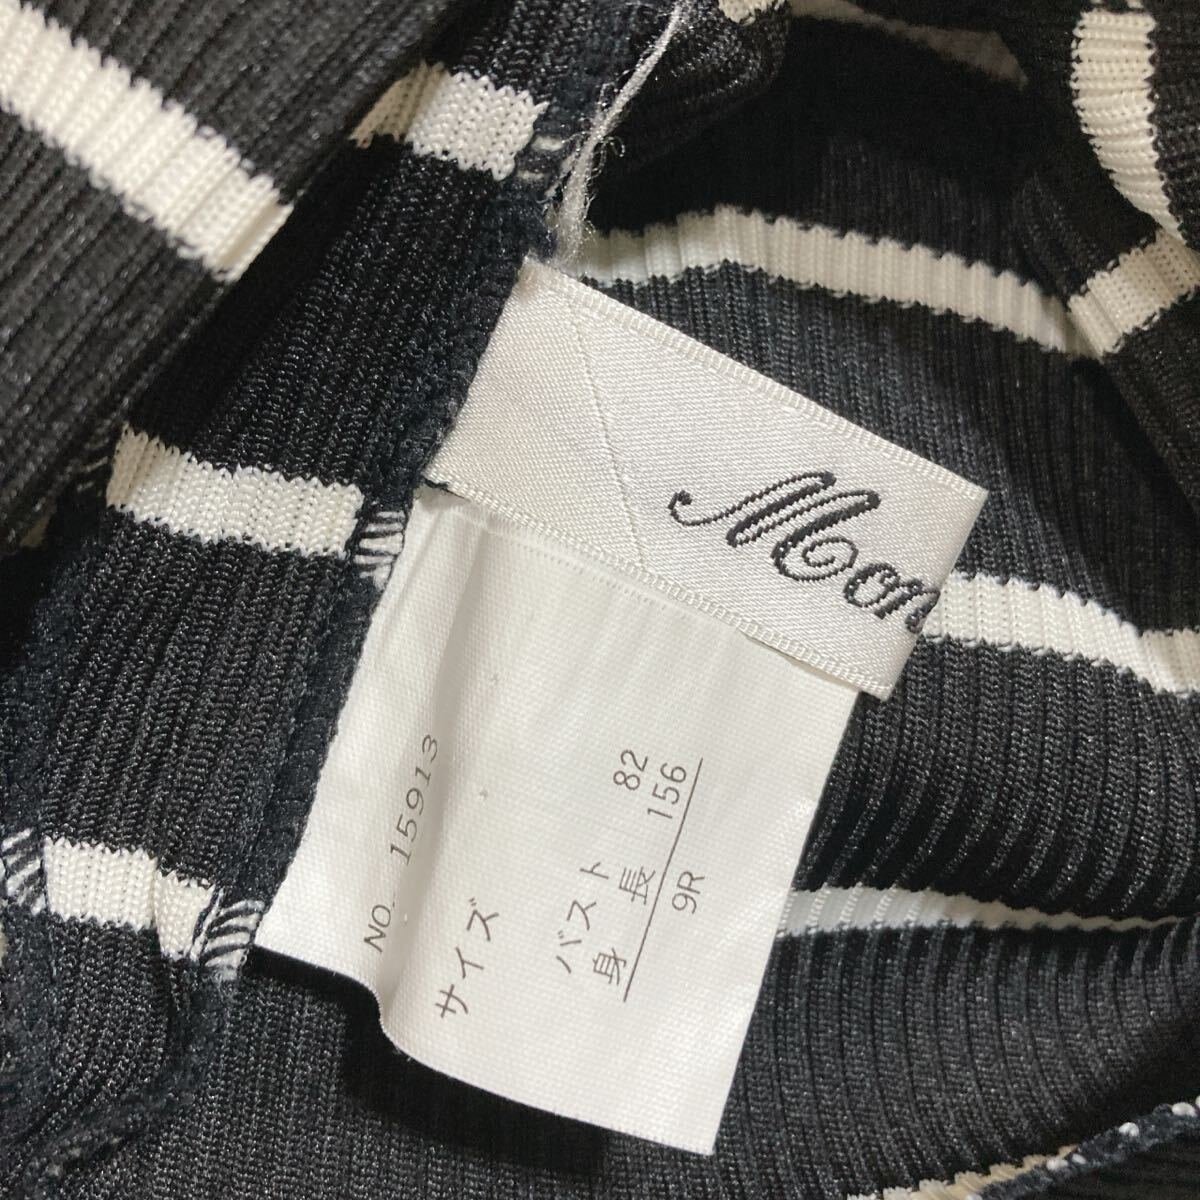 Mon
NO. 15913
サイズ
バスト 82
身長 156
9R